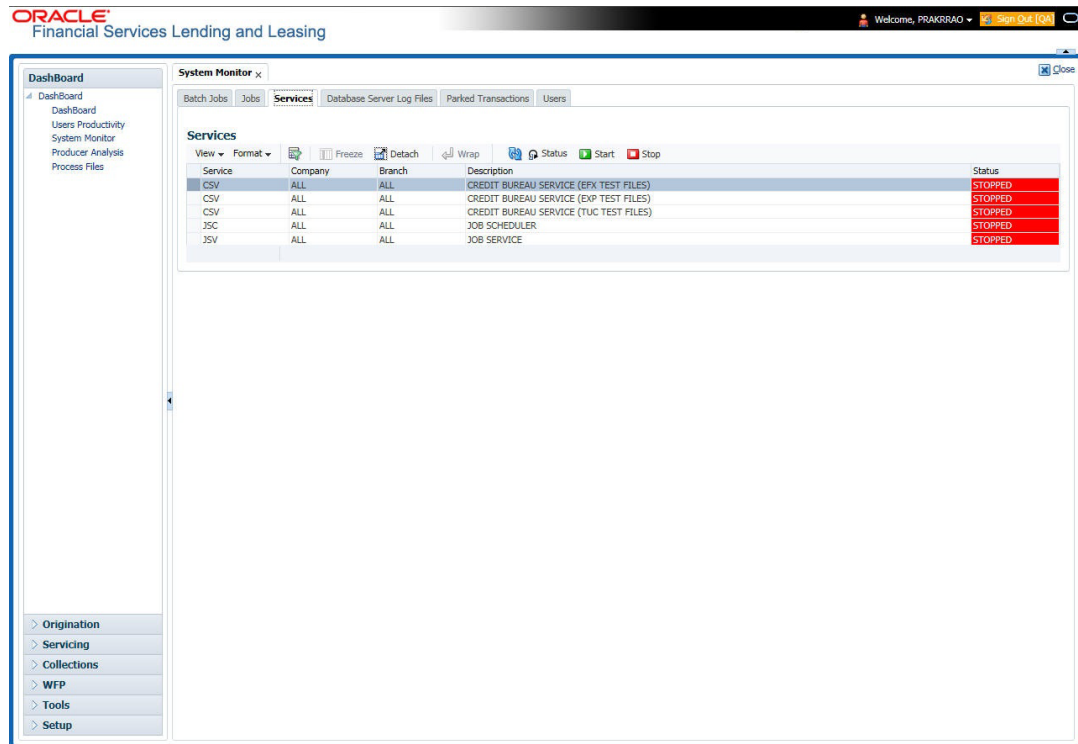 ORACLE'
Financial Services Lending and Leasing
Welcome, PRAKRRAO
Sign Out [QA]
DashBoard
DashBoard
DashBoard
Users Productivity
System Monitor
Producer Analysis
Process Files
Origination
Servicing
Collections
WFP
Tools
Setup
System Monitor x
Close
Batch Jobs Jobs Services Database Server Log Files Parked Transactions Users
Services
View Format Freeze Detach Wrap Status Start Stop
Service Company Branch Description Status
CSV ALL ALL CREDIT BUREAU SERVICE (EFX TEST FILES) STOPPED
CSV ALL ALL CREDIT BUREAU SERVICE (EXP TEST FILES) STOPPED
CSV ALL ALL CREDIT BUREAU SERVICE (TUC TEST FILES) STOPPED
JSC ALL ALL JOB SCHEDULER STOPPED
JSV ALL ALL JOB SERVICE STOPPED